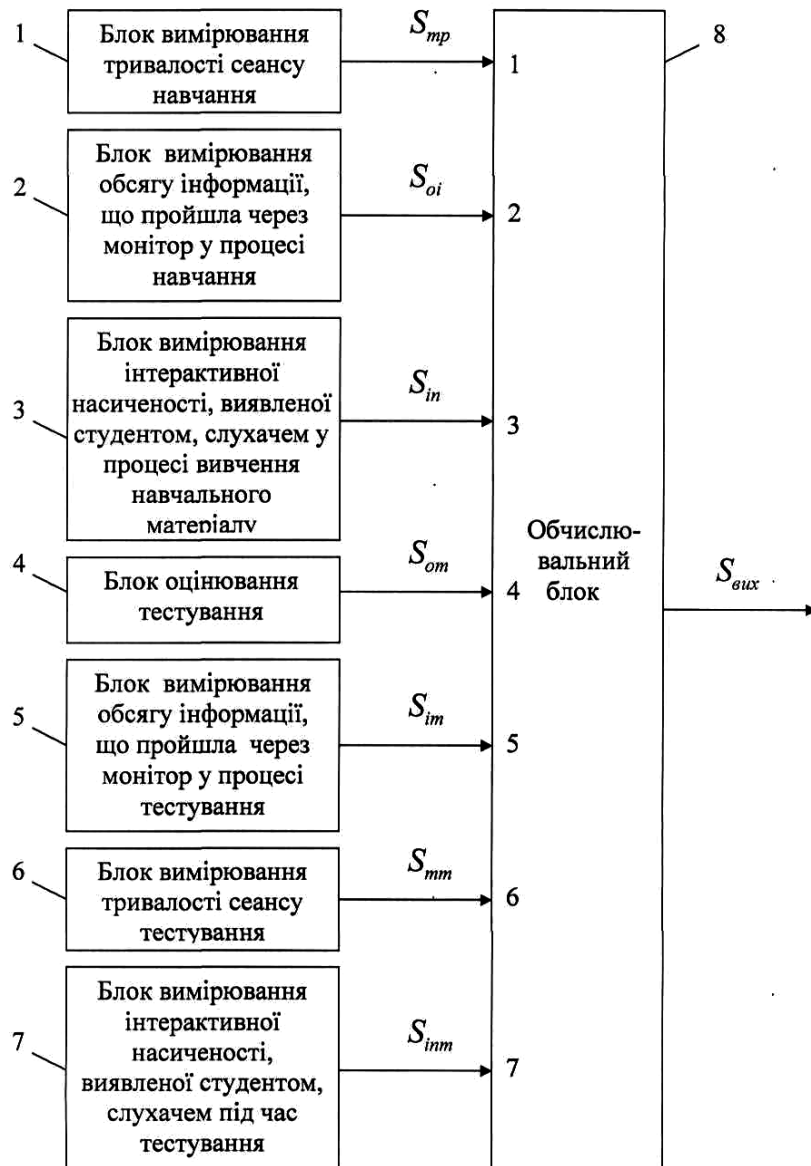 1
Блок вимірювання
тривалості сеансу
навчання
S_тр
1
8
2
Блок вимірювання
обсягу інформації,
що пройшла через
монітор у процесі
навчання
S_оі
2
3
Блок вимірювання
інтерактивної
насиченості, виявленої
студентом, слухачем у
процесі вивчення
навчального
матеріалу
S_іп
3
Обчислю-
вальний
блок
S_вих
4
Блок оцінювання
тестування
S_от
4
5
Блок вимірювання
обсягу інформації,
що пройшла через
монітор у процесі
тестування
S_іт
5
6
Блок вимірювання
тривалості сеансу
тестування
S_тт
6
7
Блок вимірювання
інтерактивної
насиченості,
виявленої студентом,
слухачем під час
тестування
S_іпт
7